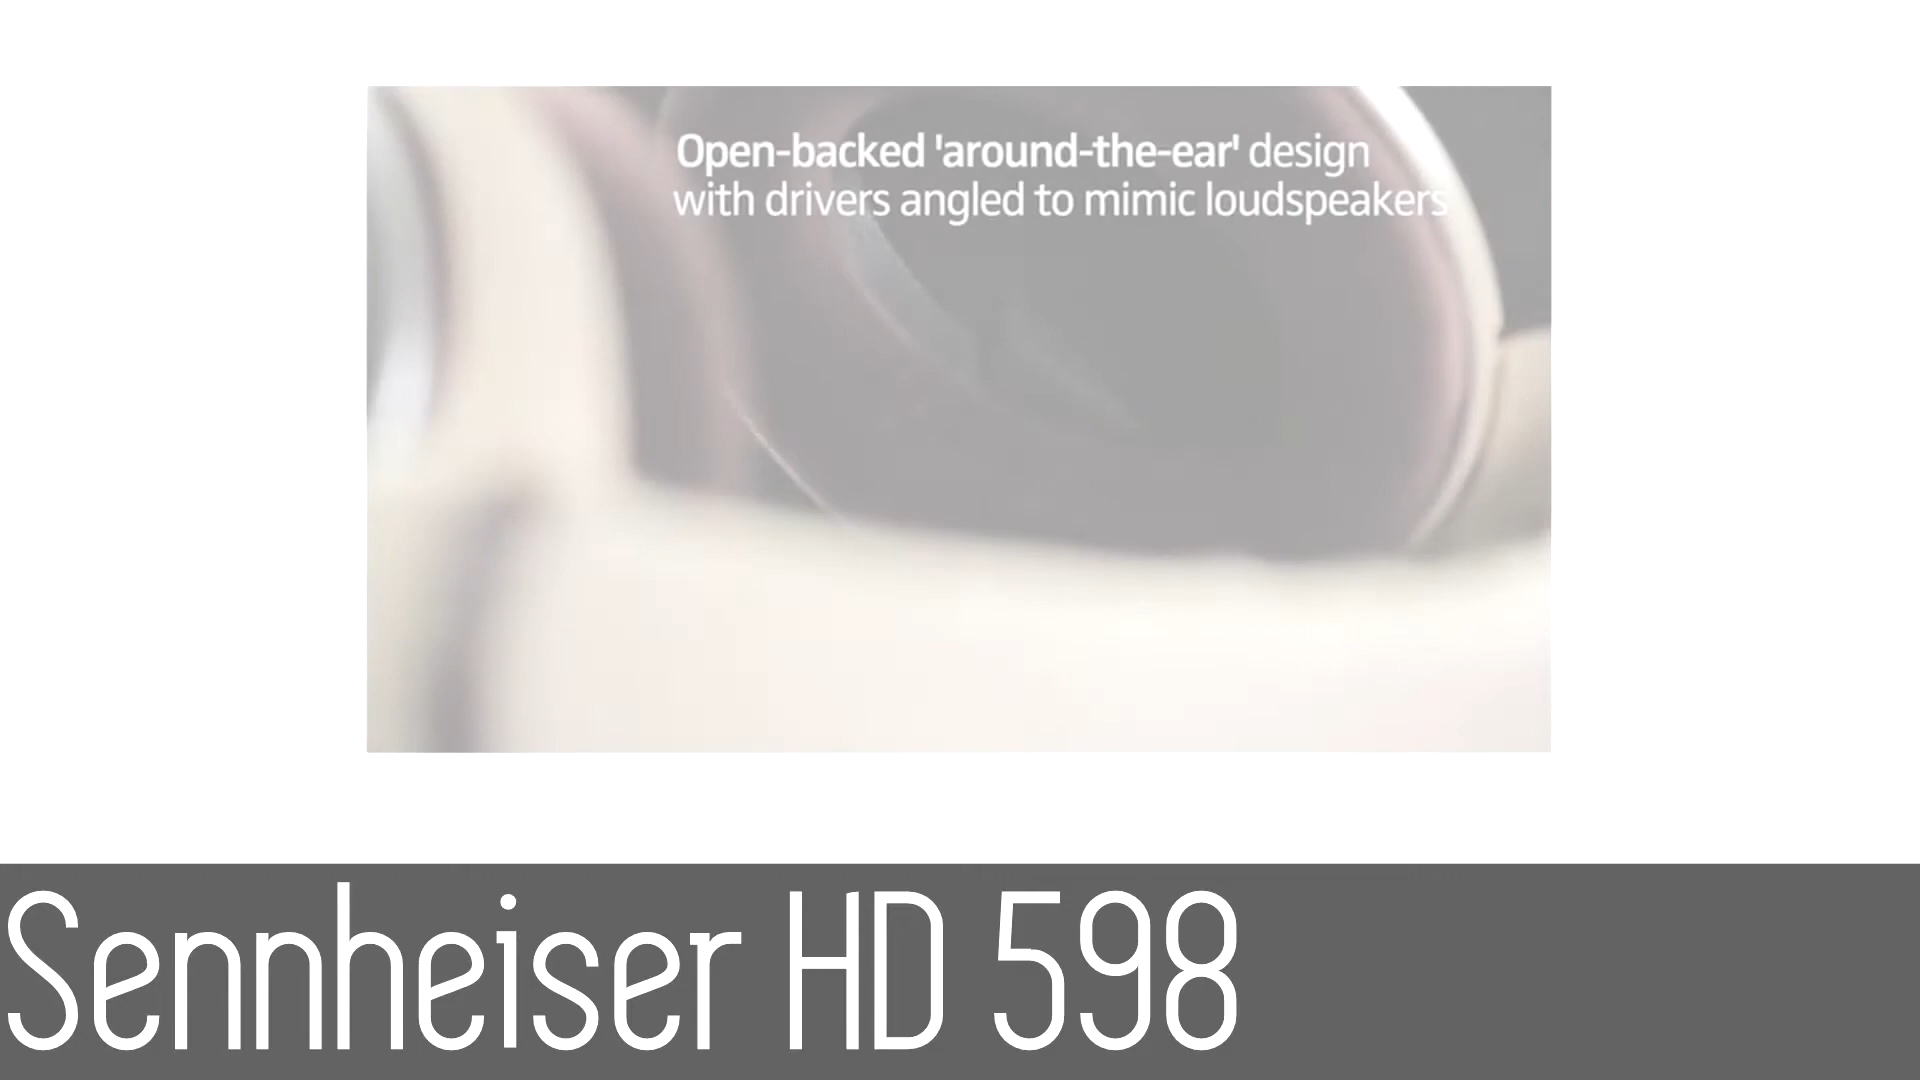 Open-backed 'around-the-ear' design
with drivers angled to mimic loudspeakers
Sennheiser HD 598